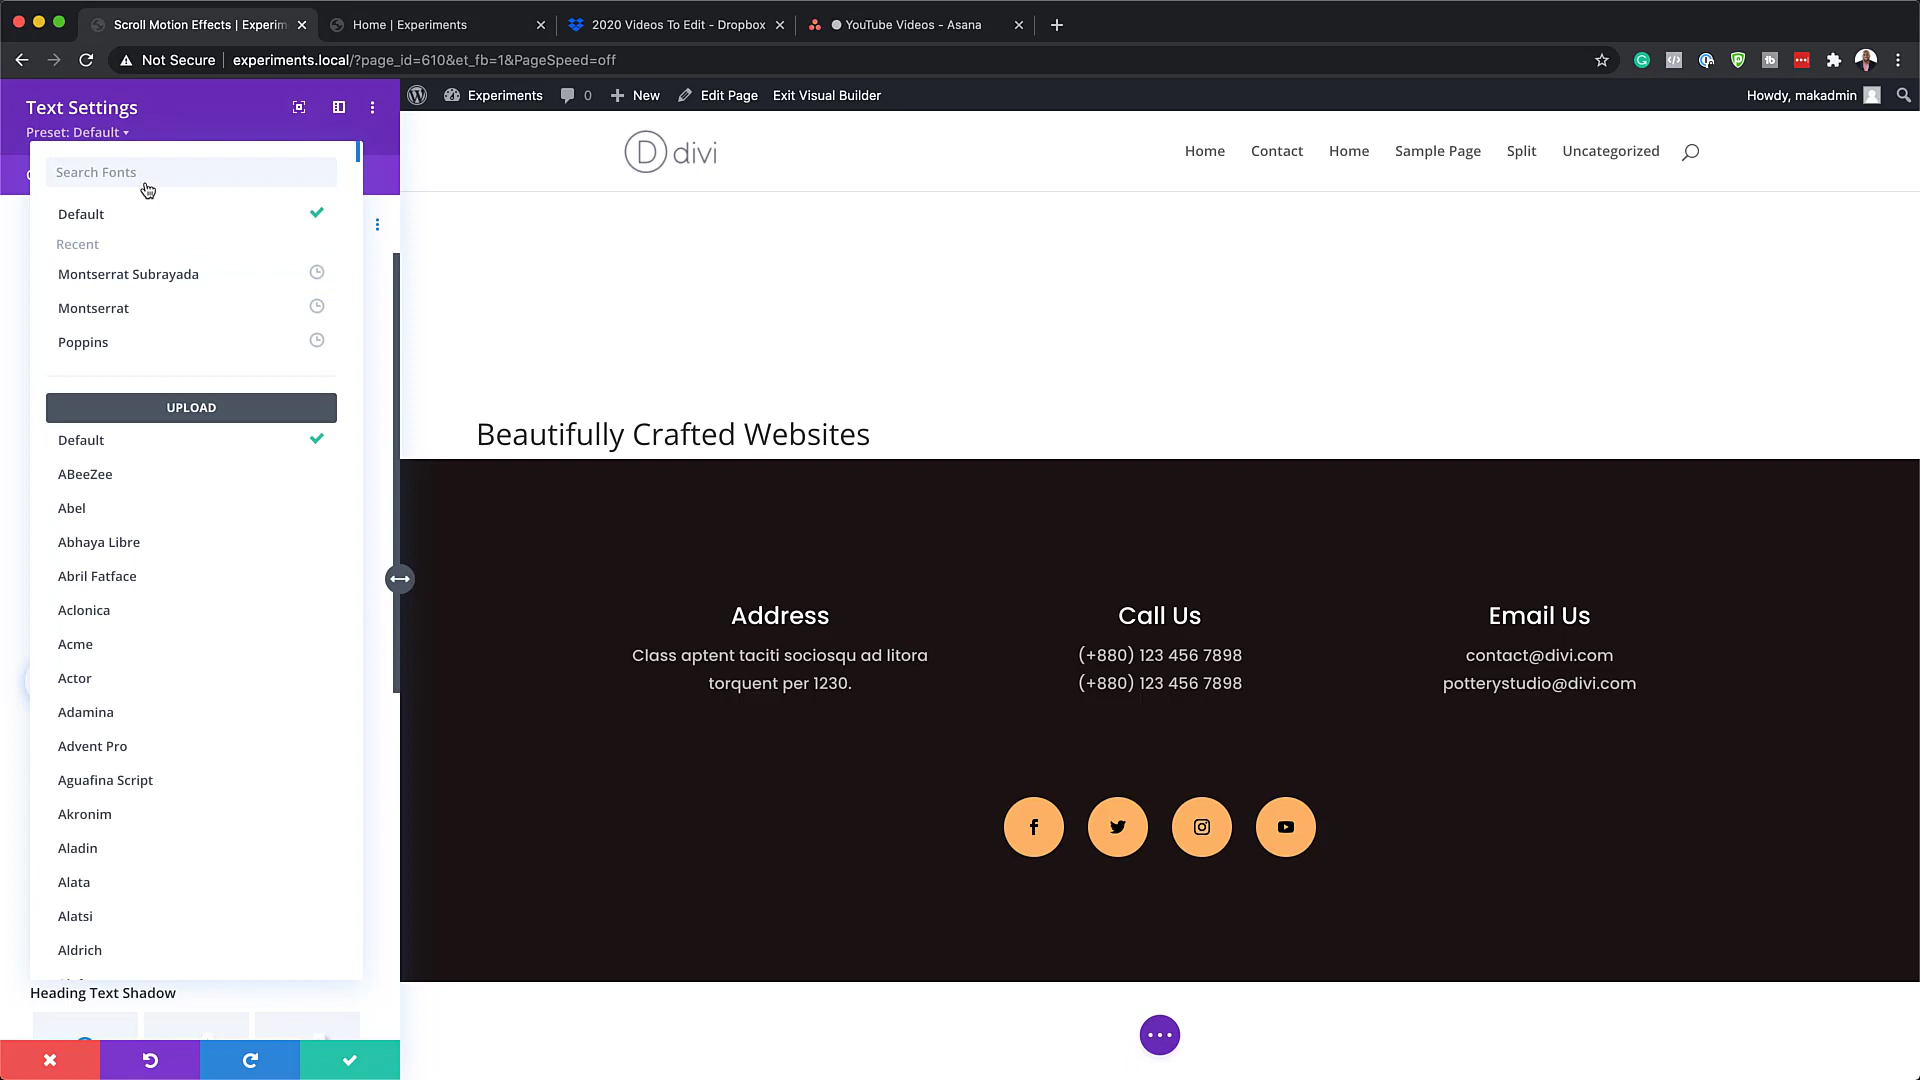 Scroll Motion Effects | Experim
Home | Experiments
2020 Videos To Edit - Dropbox
YouTube Videos - Asana
Not Secure
experiments.local/?page_id=610&et_fb=1&PageSpeed=off
Text Settings
Preset: Default
Experiments
0
New
Edit Page
Exit Visual Builder
Howdy, makadmin
divi
Home
Contact
Home
Sample Page
Split
Uncategorized
Search Fonts
Default
Recent
Montserrat Subrayada
Montserrat
Poppins
UPLOAD
Default
ABeeZee
Abel
Abhaya Libre
Abril Fatface
Aclonica
Acme
Actor
Adamina
Advent Pro
Aguafina Script
Akronim
Aladin
Alata
Alatsi
Aldrich
Heading Text Shadow
Beautifully Crafted Websites
Address
Class aptent taciti sociosqu ad litora
torquent per 1230.
Call Us
(+880) 123 456 7898
(+880) 123 456 7898
Email Us
contact@divi.com
potterystudio@divi.com